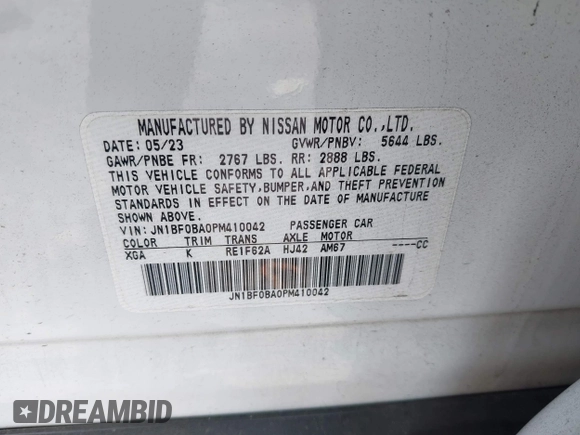 MANUFACTURED BY NISSAN MOTOR CO.,LTD.
DATE: 05/23 GVWR/PNBV: 5644 LBS.
GAWR/PNBE FR: 2767 LBS. RR: 2888 LBS.
THIS VEHICLE CONFORMS TO ALL APPLICABLE FEDERAL
MOTOR VEHICLE SAFETY,BUMPER,AND THEFT PREVENTION
STANDARDS IN EFFECT ON THE DATE OF MANUFACTURE
SHOWN ABOVE.
VIN: JN1BF0BA0PM410042 PASSENGER CAR
COLOR TRIM TRANS AXLE MOTOR
XGA K RE1F62A HJ42 AM67 ----CC
JN1BF0BA0PM410042
DREAMBID